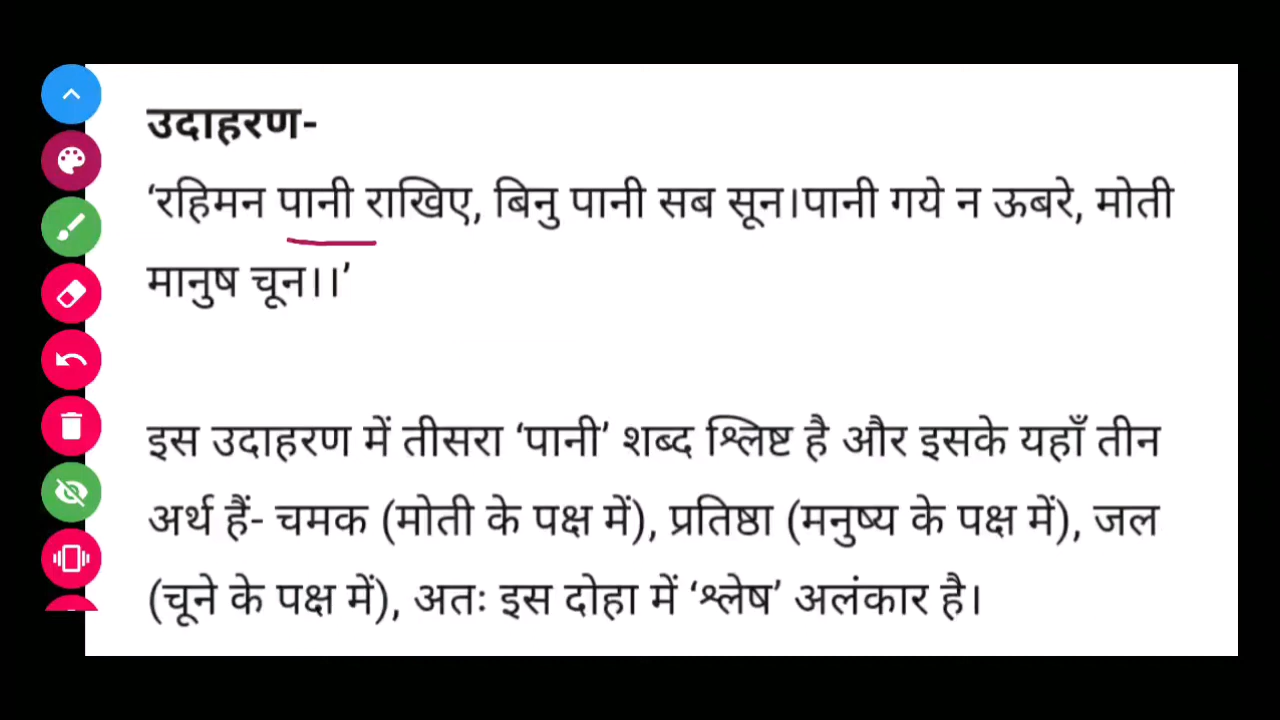 उदाहरण-
‘रहिमन पानी राखिए, बिनु पानी सब सून।पानी गये न ऊबरे, मोती
मानुष चून।।’
इस उदाहरण में तीसरा ‘पानी’ शब्द श्लिष्ट है और इसके यहाँ तीन
अर्थ हैं- चमक (मोती के पक्ष में), प्रतिष्ठा (मनुष्य के पक्ष में), जल
(चूने के पक्ष में), अतः इस दोहा में ‘श्लेष’ अलंकार है।